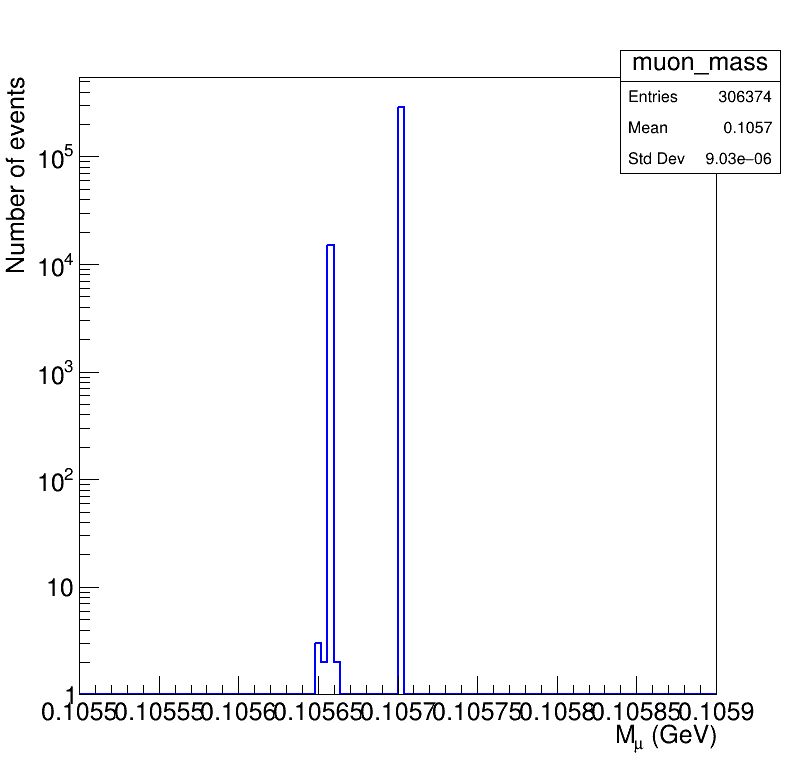 muon_mass
Entries 306374
Mean 0.1057
Std Dev 9.03e−06
Number of events
10^5
10^4
10^3
10^2
10
1
0.1055 0.10555 0.1056 0.10565 0.1057 0.10575 0.1058 0.10585 0.1059
M_μ (GeV)